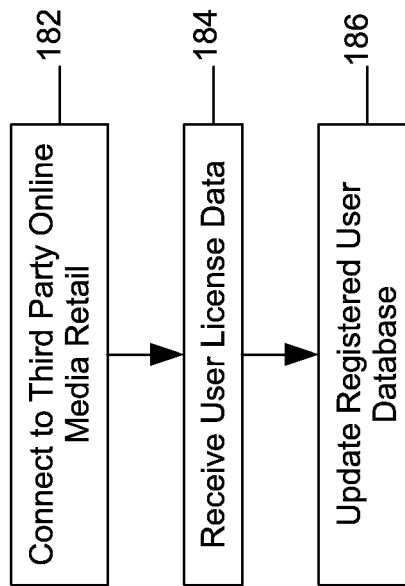 Connect to Third Party Online
Media Retail
182
Receive User License Data
184
Update Registered User
Database
186